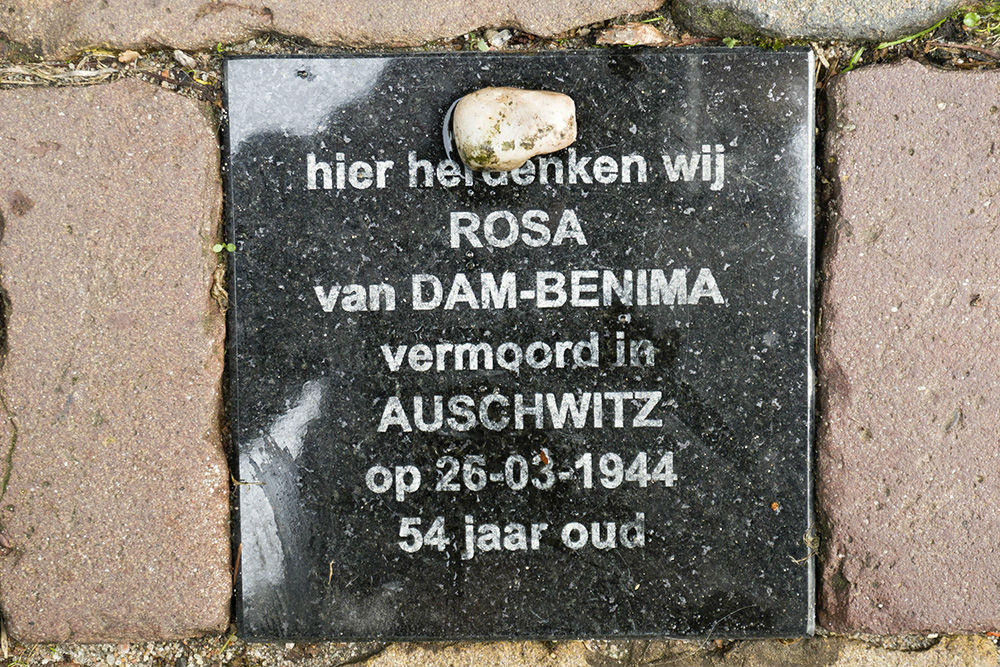 hier herdenken wij
ROSA
van DAM-BENIMA
vermoord in
AUSCHWITZ
op 26-03-1944
54 jaar oud